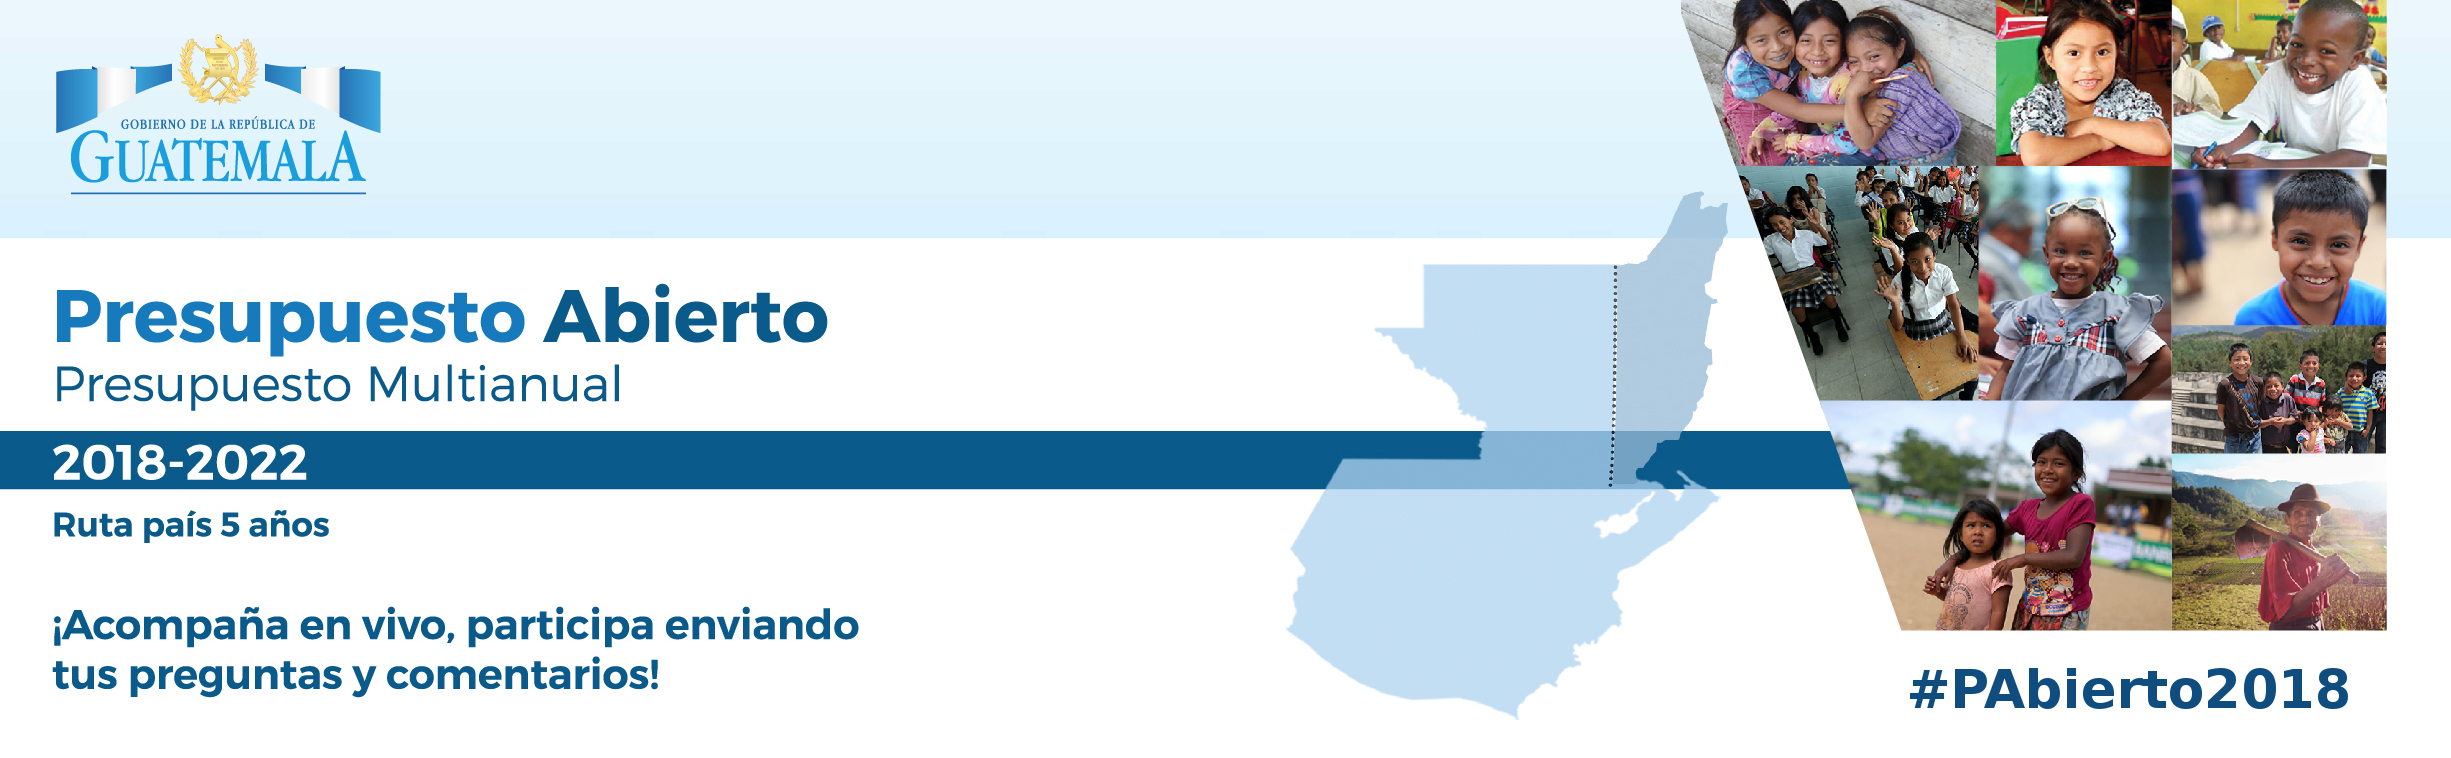 GOBIERNO DE LA REPÚBLICA DE
GUATEMALA
Presupuesto Abierto
Presupuesto Multianual
2018-2022
Ruta país 5 años
¡Acompaña en vivo, participa enviando
tus preguntas y comentarios!
#PAbierto2018